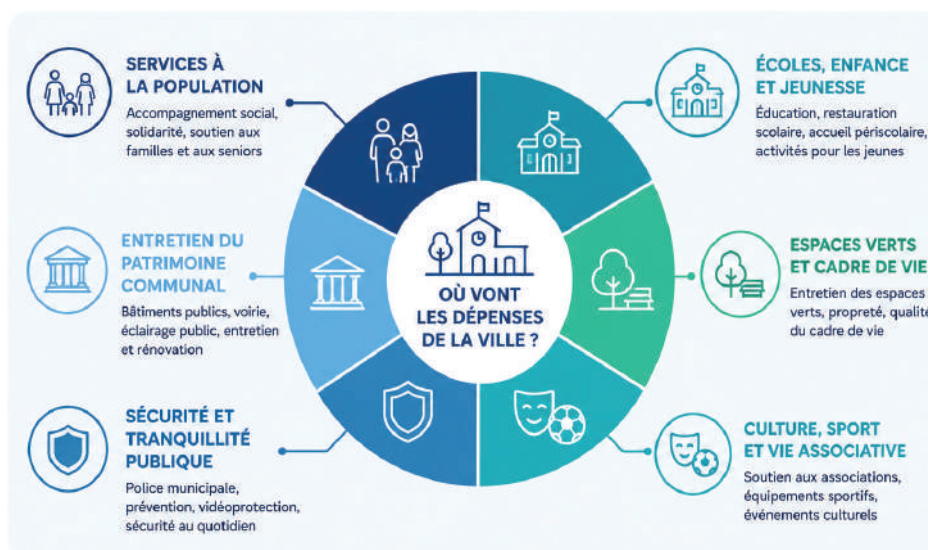 SERVICES À
LA POPULATION
Accompagnement social,
solidarité, soutien aux
familles et aux seniors
ÉCOLES, ENFANCE
ET JEUNESSE
Éducation, restauration
scolaire, accueil périscolaire,
activités pour les jeunes
ENTRETIEN DU
PATRIMOINE
COMMUNAL
Bâtiments publics, voirie,
éclairage public, entretien
et rénovation
OÙ VONT
LES DÉPENSES
DE LA VILLE ?
ESPACES VERTS
ET CADRE DE VIE
Entretien des espaces
verts, propreté, qualité
du cadre de vie
SÉCURITÉ ET
TRANQUILLITÉ
PUBLIQUE
Police municipale,
prévention, vidéoprotection,
sécurité au quotidien
CULTURE, SPORT
ET VIE ASSOCIATIVE
Soutien aux associations,
équipements sportifs,
événements culturels